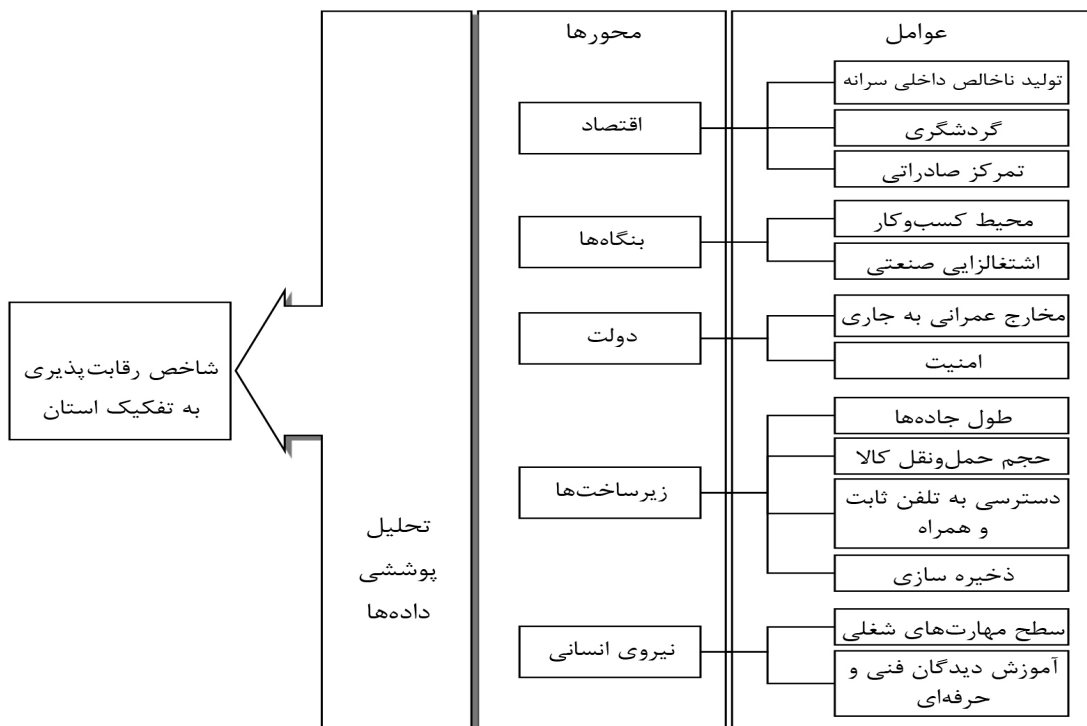 عوامل
تولید ناخالص داخلی سرانه
گردشگری
تمرکز صادراتی
محیط کسب‌وکار
اشتغالزایی صنعتی
مخارج عمرانی به جاری
امنیت
طول جاده‌ها
حجم حمل‌ونقل کالا
دسترسی به تلفن ثابت
و همراه
ذخیره سازی
سطح مهارت‌های شغلی
آموزش دیدگان فنی و
حرفه‌ای
محورها
اقتصاد
بنگاه‌ها
دولت
زیرساخت‌ها
نیروی انسانی
تحلیل
پوششی
داده‌ها
شاخص رقابت‌پذیری
به تفکیک استان